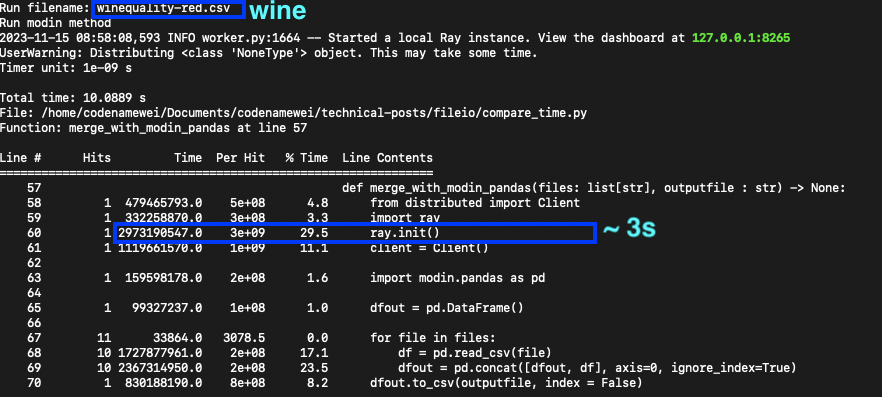 Run filename: winequality-red.csv wine
Run modin method
2023-11-15 08:58:08,593 INFO worker.py:1664 -- Started a local Ray instance. View the dashboard at 127.0.0.1:8265
UserWarning: Distributing <class 'NoneType'> object. This may take some time.
Timer unit: 1e-09 s
Total time: 10.0889 s
File: /home/codenamewei/Documents/codenamewei/technical-posts/fileio/compare_time.py
Function: merge_with_modin_pandas at line 57
Line # Hits Time Per Hit % Time Line Contents
==============================================================
57 def merge_with_modin_pandas(files: list[str], outputfile : str) -> None:
58 1 479465793.0 5e+08 4.8 from distributed import Client
59 1 332258870.0 3e+08 3.3 import ray
60 1 2973190547.0 3e+09 29.5 ray.init() ~ 3s
61 1 1119661570.0 1e+09 11.1 client = Client()
62
63 1 159598178.0 2e+08 1.6 import modin.pandas as pd
64
65 1 99327237.0 1e+08 1.0 dfout = pd.DataFrame()
66
67 11 33864.0 3078.5 0.0 for file in files:
68 10 1727877961.0 2e+08 17.1 df = pd.read_csv(file)
69 10 2367314950.0 2e+08 23.5 dfout = pd.concat([dfout, df], axis=0, ignore_index=True)
70 1 830188190.0 8e+08 8.2 dfout.to_csv(outputfile, index = False)